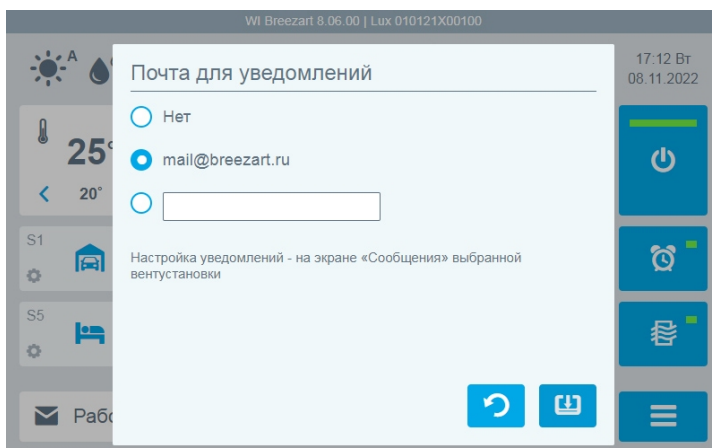 WI Breezart 8.06.00 | Lux 010121X00100
A
17:12 Вт
08.11.2022
Почта для уведомлений
Нет
mail@breezart.ru
25°
20°
Настройка уведомлений - на экране «Сообщения» выбранной
вентустановки
S1
S5